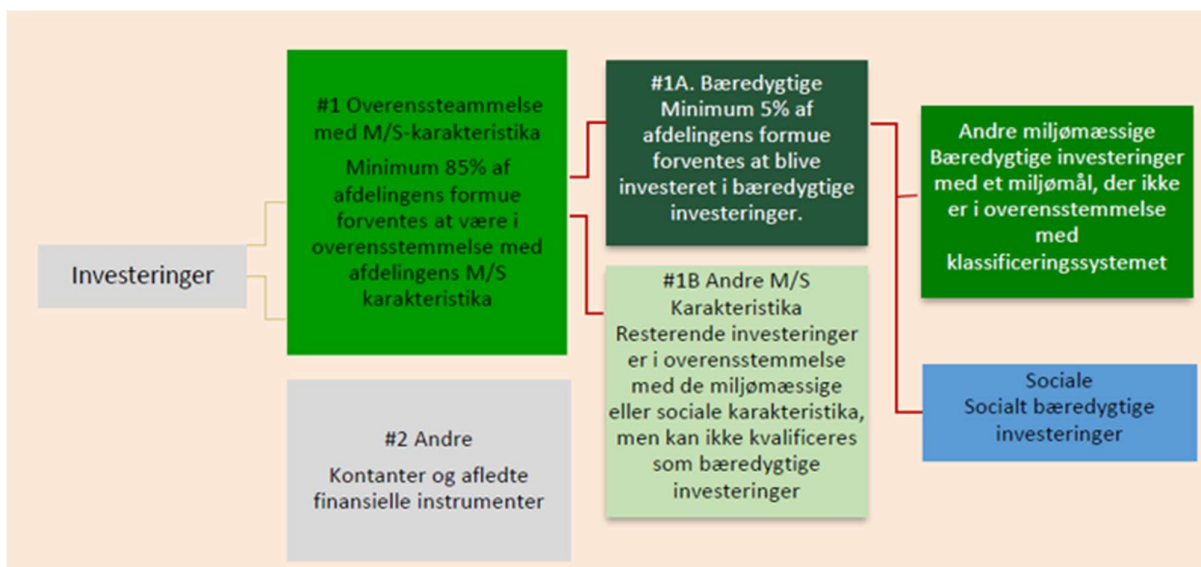 Investeringer
#1 Overenssteammelse
med M/S-karakteristika
Minimum 85% af
afdelingens formue
forventes at være i
overensstemmelse med
afdelingens M/S
karakteristika
#2 Andre
Kontanter og afledte
finansielle instrumenter
#1A. Bæredygtige
Minimum 5% af
afdelingens formue
forventes at blive
investeret i bæredygtige
investeringer.
#1B Andre M/S
Karakteristika
Resterende investeringer
er i overensstemmelse
med de miljømæssige
eller sociale karakteristika,
men kan ikke kvalificeres
som bæredygtige
investeringer
Andre miljømæssige
Bæredygtige investeringer
med et miljømål, der ikke
er i overensstemmelse
med
klassificeringssystemet
Sociale
Socialt bæredygtige
investeringer